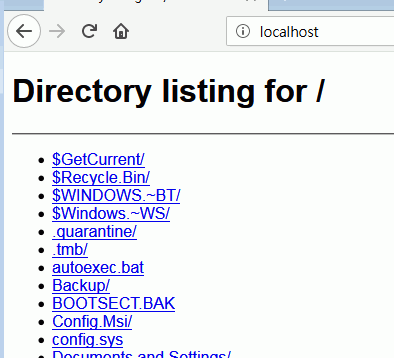 localhost
Directory listing for /
$GetCurrent/
$Recycle.Bin/
$WINDOWS.~BT/
$Windows.~WS/
.quarantine/
.tmb/
autoexec.bat
Backup/
BOOTSECT.BAK
Config.Msi/
config.sys
Documents and Settings/